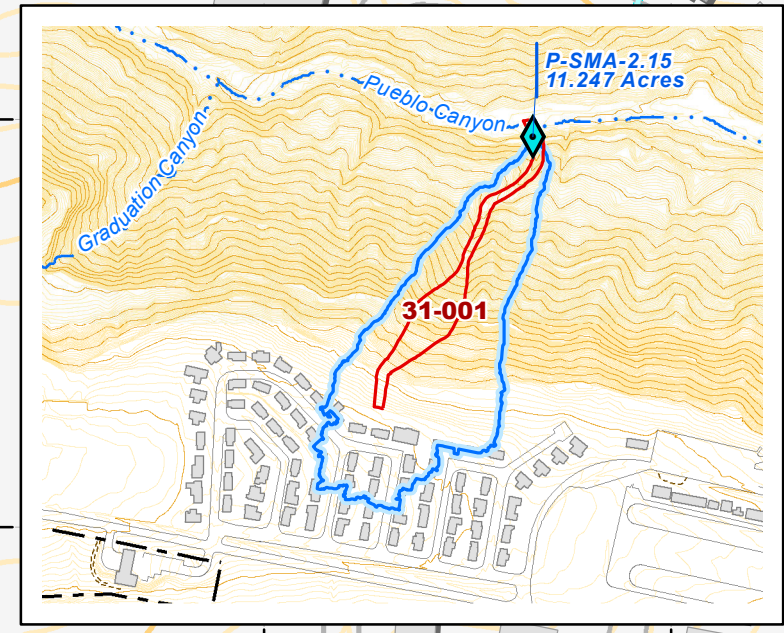 P-SMA-2.15
11.247 Acres
Pueblo Canyon
Graduation Canyon
31-001